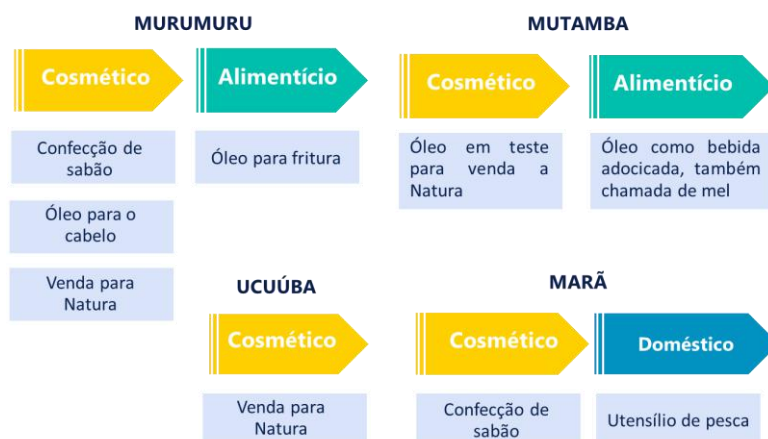 MURUMURU
Cosmético
Alimentício
Confecção de
sabão
Óleo para fritura
Óleo para o
cabelo
Venda para
Natura
MUTAMBA
Cosmético
Alimentício
Óleo em teste
para venda a
Natura
Óleo como bebida
adocicada, também
chamada de mel
UCUÚBA
Cosmético
Venda para
Natura
MARÃ
Cosmético
Doméstico
Confecção de
sabão
Utensílio de pesca